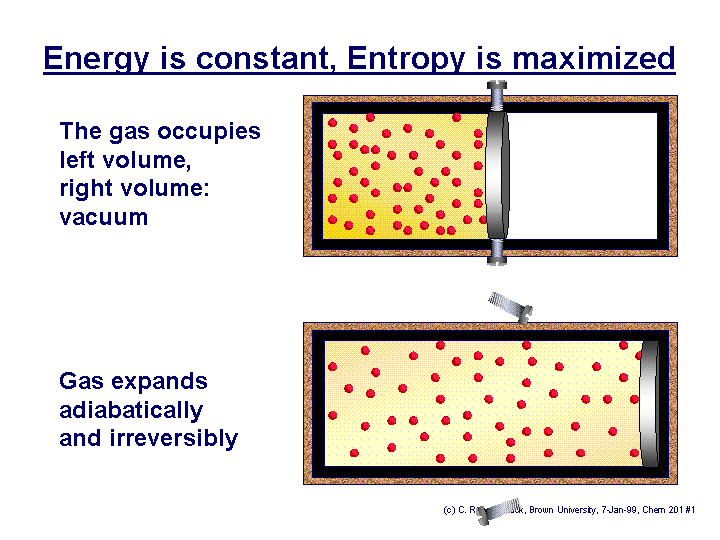 Energy is constant, Entropy is maximized
The gas occupies
left volume,
right volume:
vacuum
Gas expands
adiabatically
and irreversibly
(c) C. Brown University, 7-Jan-99, Chem 201 #1